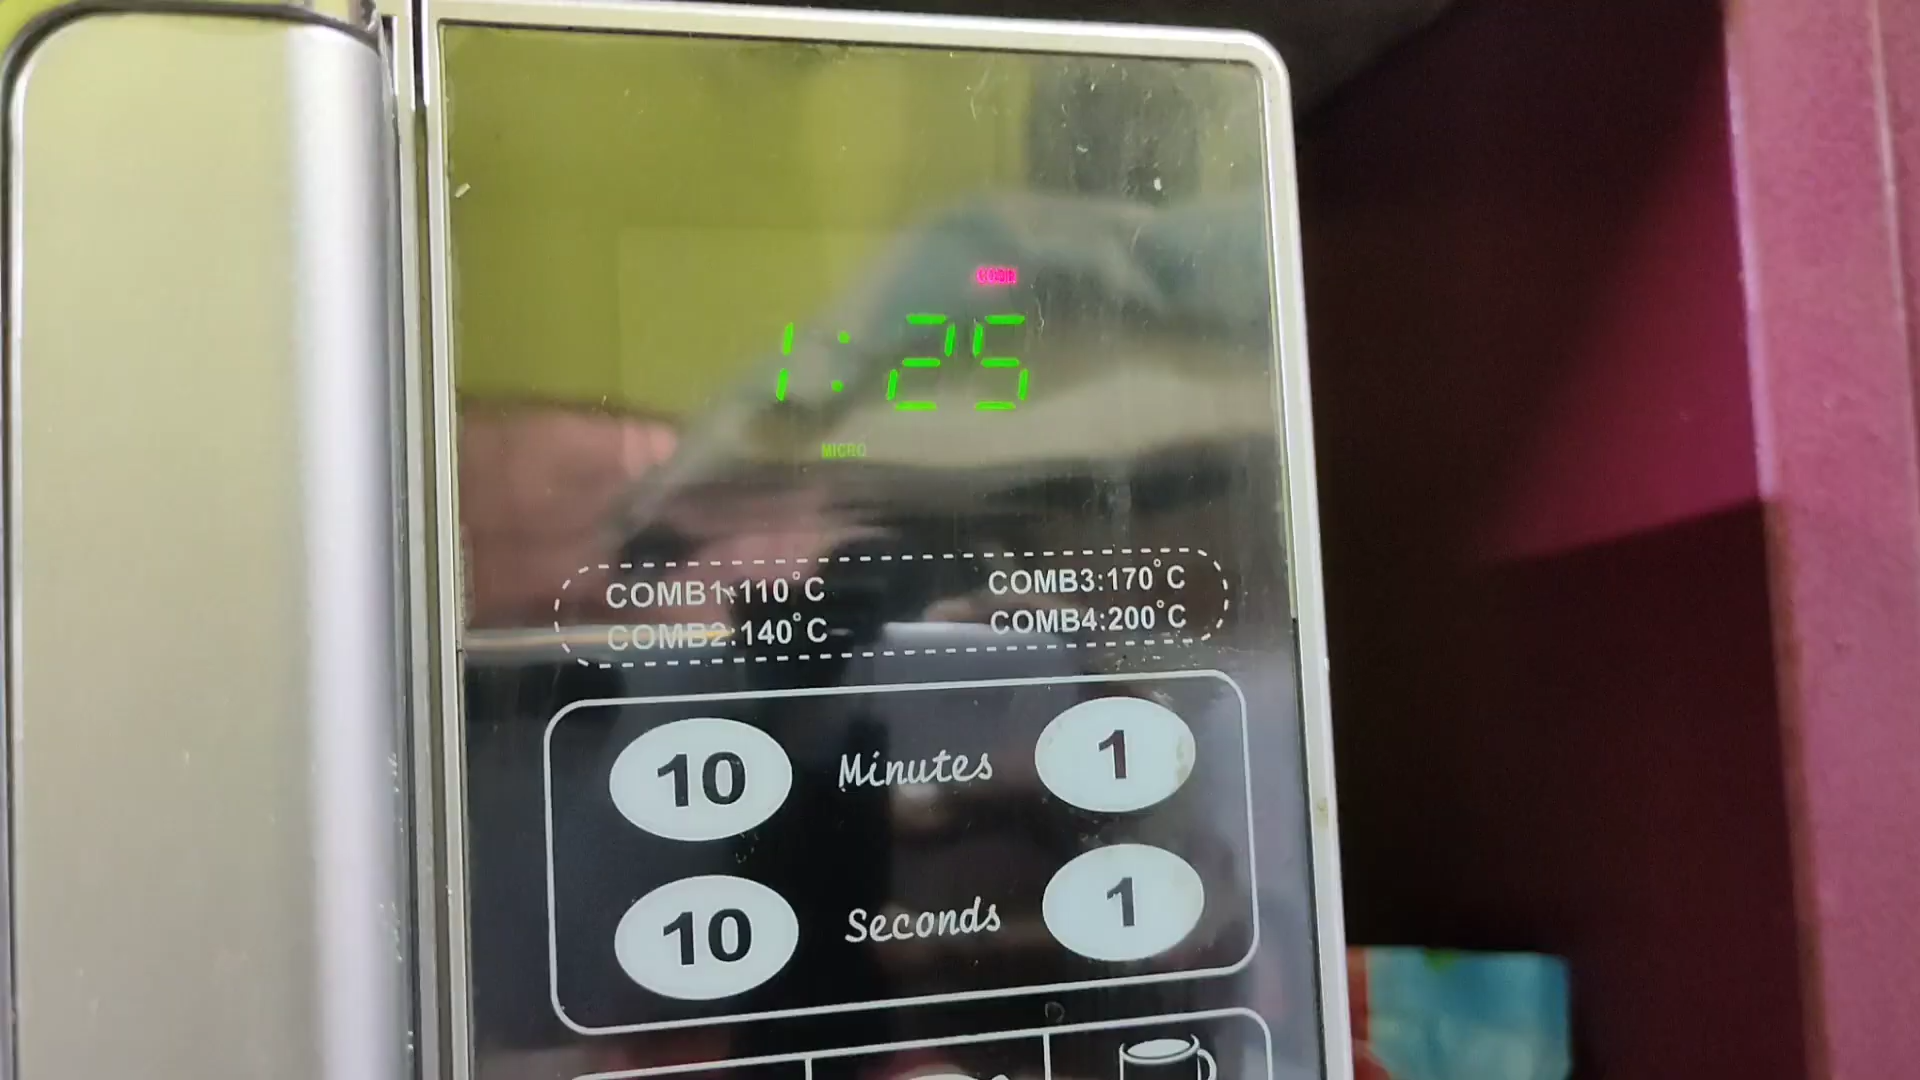 1:25
MICRO
COMB1:110°C COMB3:170°C
COMB2:140°C COMB4:200°C
10 Minutes 1
10 Seconds 1